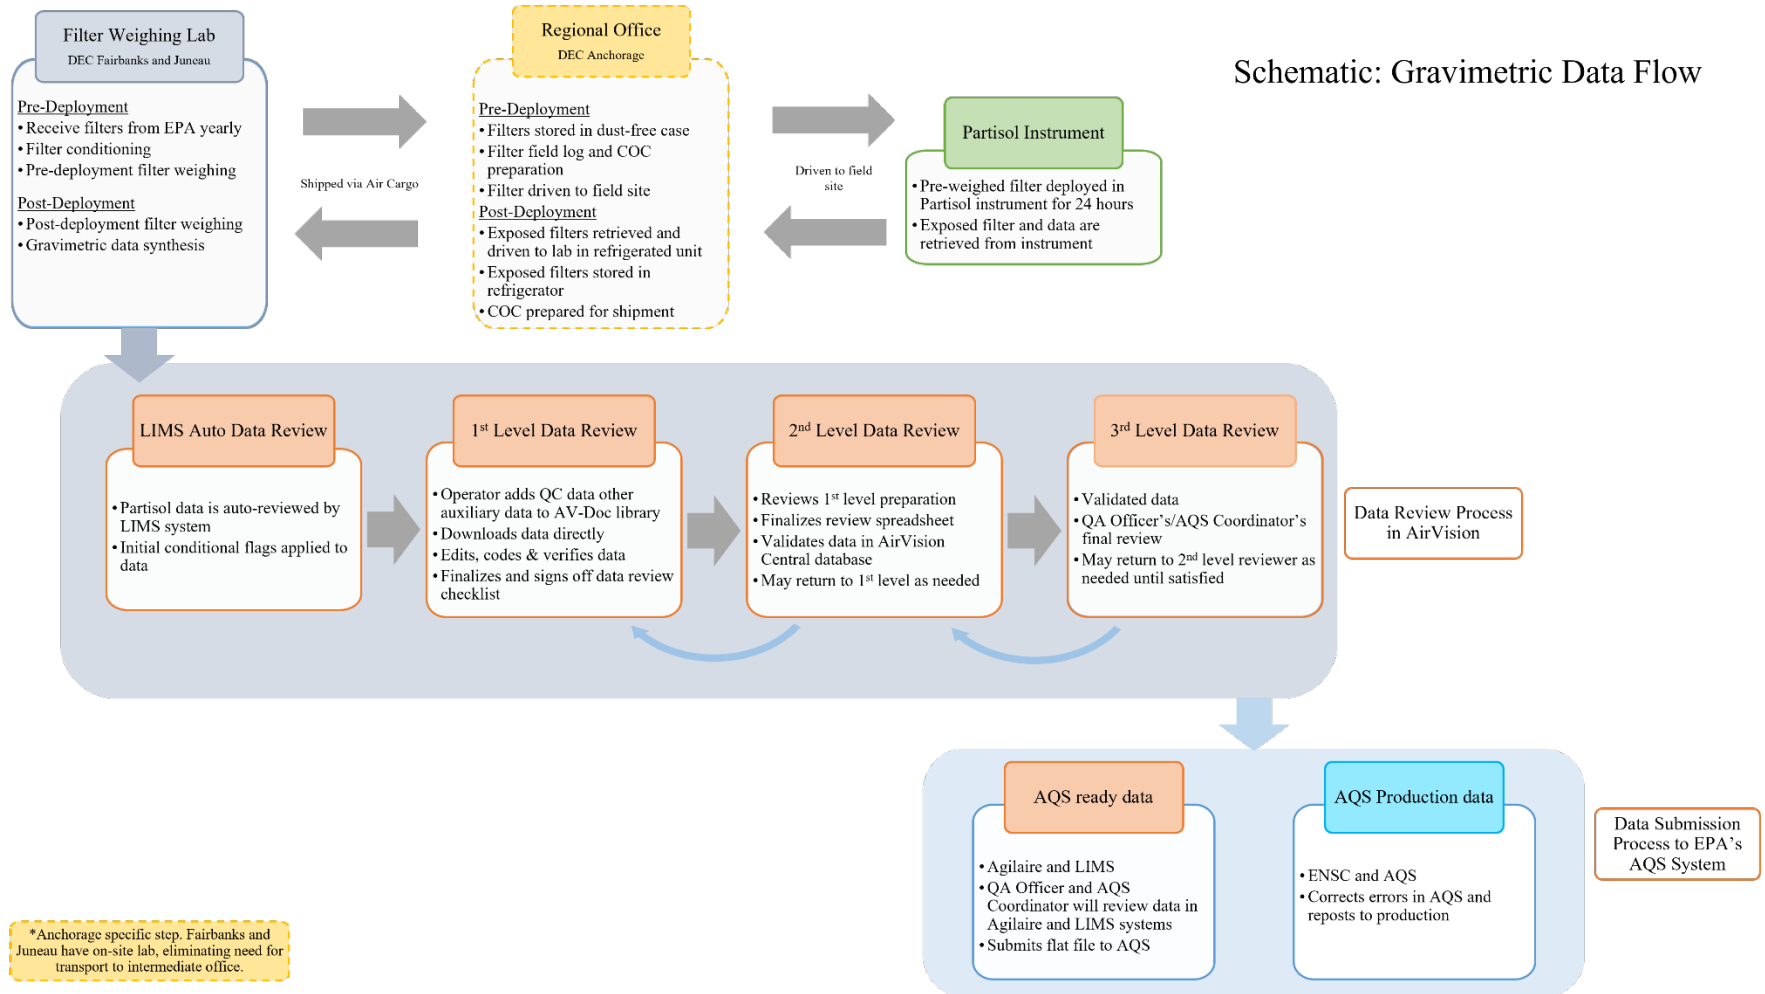 Schematic: Gravimetric Data Flow
Filter Weighing Lab
DEC Fairbanks and Juneau
Pre-Deployment
• Receive filters from EPA yearly
• Filter conditioning
• Pre-deployment filter weighing
Post-Deployment
• Post-deployment filter weighing
• Gravimetric data synthesis
Shipped via Air Cargo
Regional Office
DEC Anchorage
Pre-Deployment
• Filters stored in dust-free case
• Filter field log and COC
preparation
• Filter driven to field site
Post-Deployment
• Exposed filters retrieved and
driven to lab in refrigerated unit
• Exposed filters stored in
refrigerator
• COC prepared for shipment
Driven to field
site
Partisol Instrument
• Pre-weighed filter deployed in
Partisol instrument for 24 hours
• Exposed filter and data are
retrieved from instrument
LIMS Auto Data Review
• Partisol data is auto-reviewed by
LIMS system
• Initial conditional flags applied to
data
1st Level Data Review
• Operator adds QC data other
auxiliary data to AV-Doc library
• Downloads data directly
• Edits, codes & verifies data
• Finalizes and signs off data review
checklist
2nd Level Data Review
• Reviews 1st level preparation
• Finalizes review spreadsheet
• Validates data in AirVision
Central database
• May return to 1st level as needed
3rd Level Data Review
• Validated data
• QA Officer's/AQS Coordinator's
final review
• May return to 2nd level reviewer as
needed until satisfied
Data Review Process
in AirVision
AQS ready data
• Agilaire and LIMS
• QA Officer and AQS
Coordinator will review data in
Agilaire and LIMS systems
• Submits flat file to AQS
AQS Production data
• ENSC and AQS
• Corrects errors in AQS and
reposts to production
Data Submission
Process to EPA's
AQS System
*Anchorage specific step. Fairbanks and
Juneau have on-site lab, eliminating need for
transport to intermediate office.